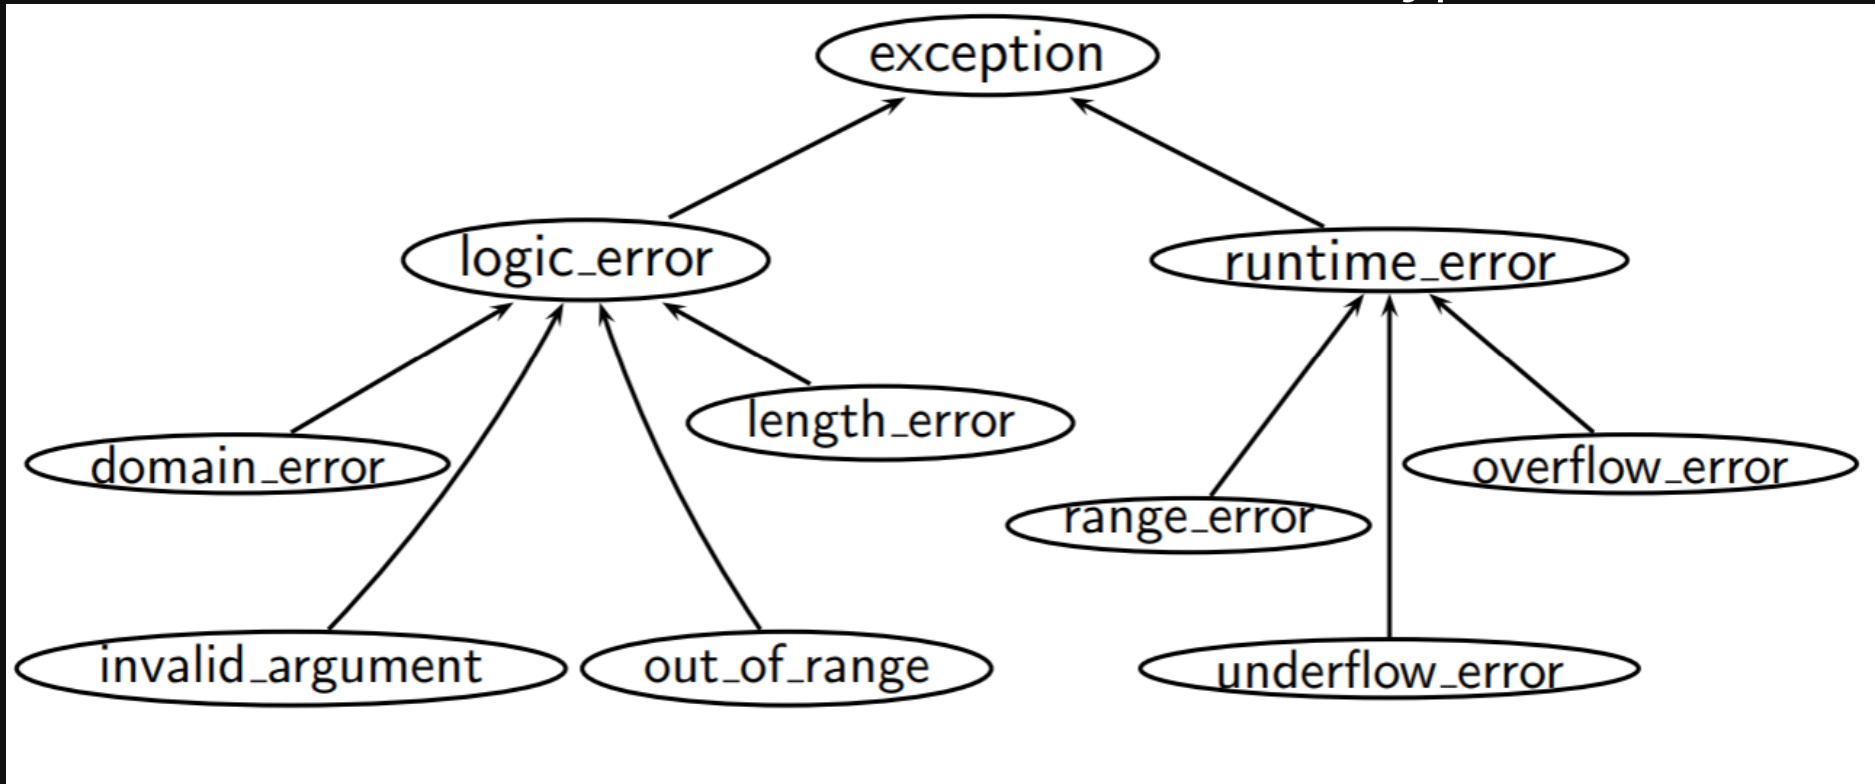 exception
logic_error
runtime_error
length_error
domain_error
overflow_error
range_error
invalid_argument
out_of_range
underflow_error